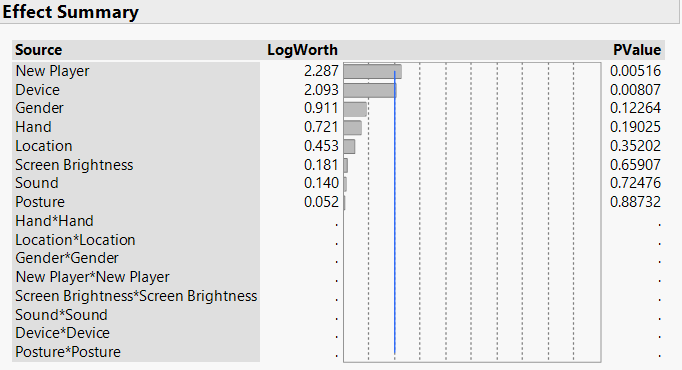 Effect Summary
Source LogWorth PValue
New Player 2.287 0.00516
Device 2.093 0.00807
Gender 0.911 0.12264
Hand 0.721 0.19025
Location 0.453 0.35202
Screen Brightness 0.181 0.65907
Sound 0.140 0.72476
Posture 0.052 0.88732
Hand*Hand . .
Location*Location . .
Gender*Gender . .
New Player*New Player . .
Screen Brightness*Screen Brightness . .
Sound*Sound . .
Device*Device . .
Posture*Posture . .